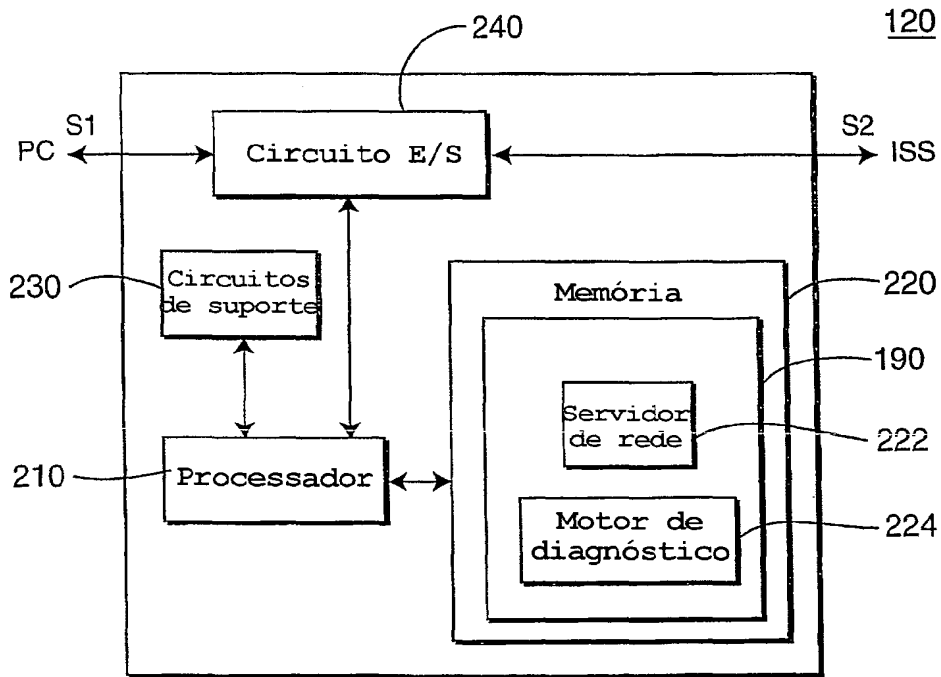 120
240
S1
S2
PC
Circuito E/S
ISS
230
Circuitos
de suporte
Memória
220
190
Servidor
de rede
222
210
Processador
Motor de
diagnóstico
224